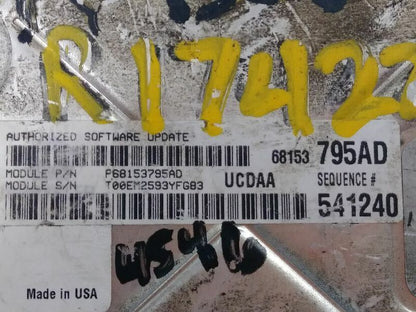 R1742
AUTHORIZED SOFTWARE UPDATE
68153 795AD
MODULE P/N P68153795AD
MODULE S/N T00EM2593YFG83
UCDAA SEQUENCE #
541240
Made in USA